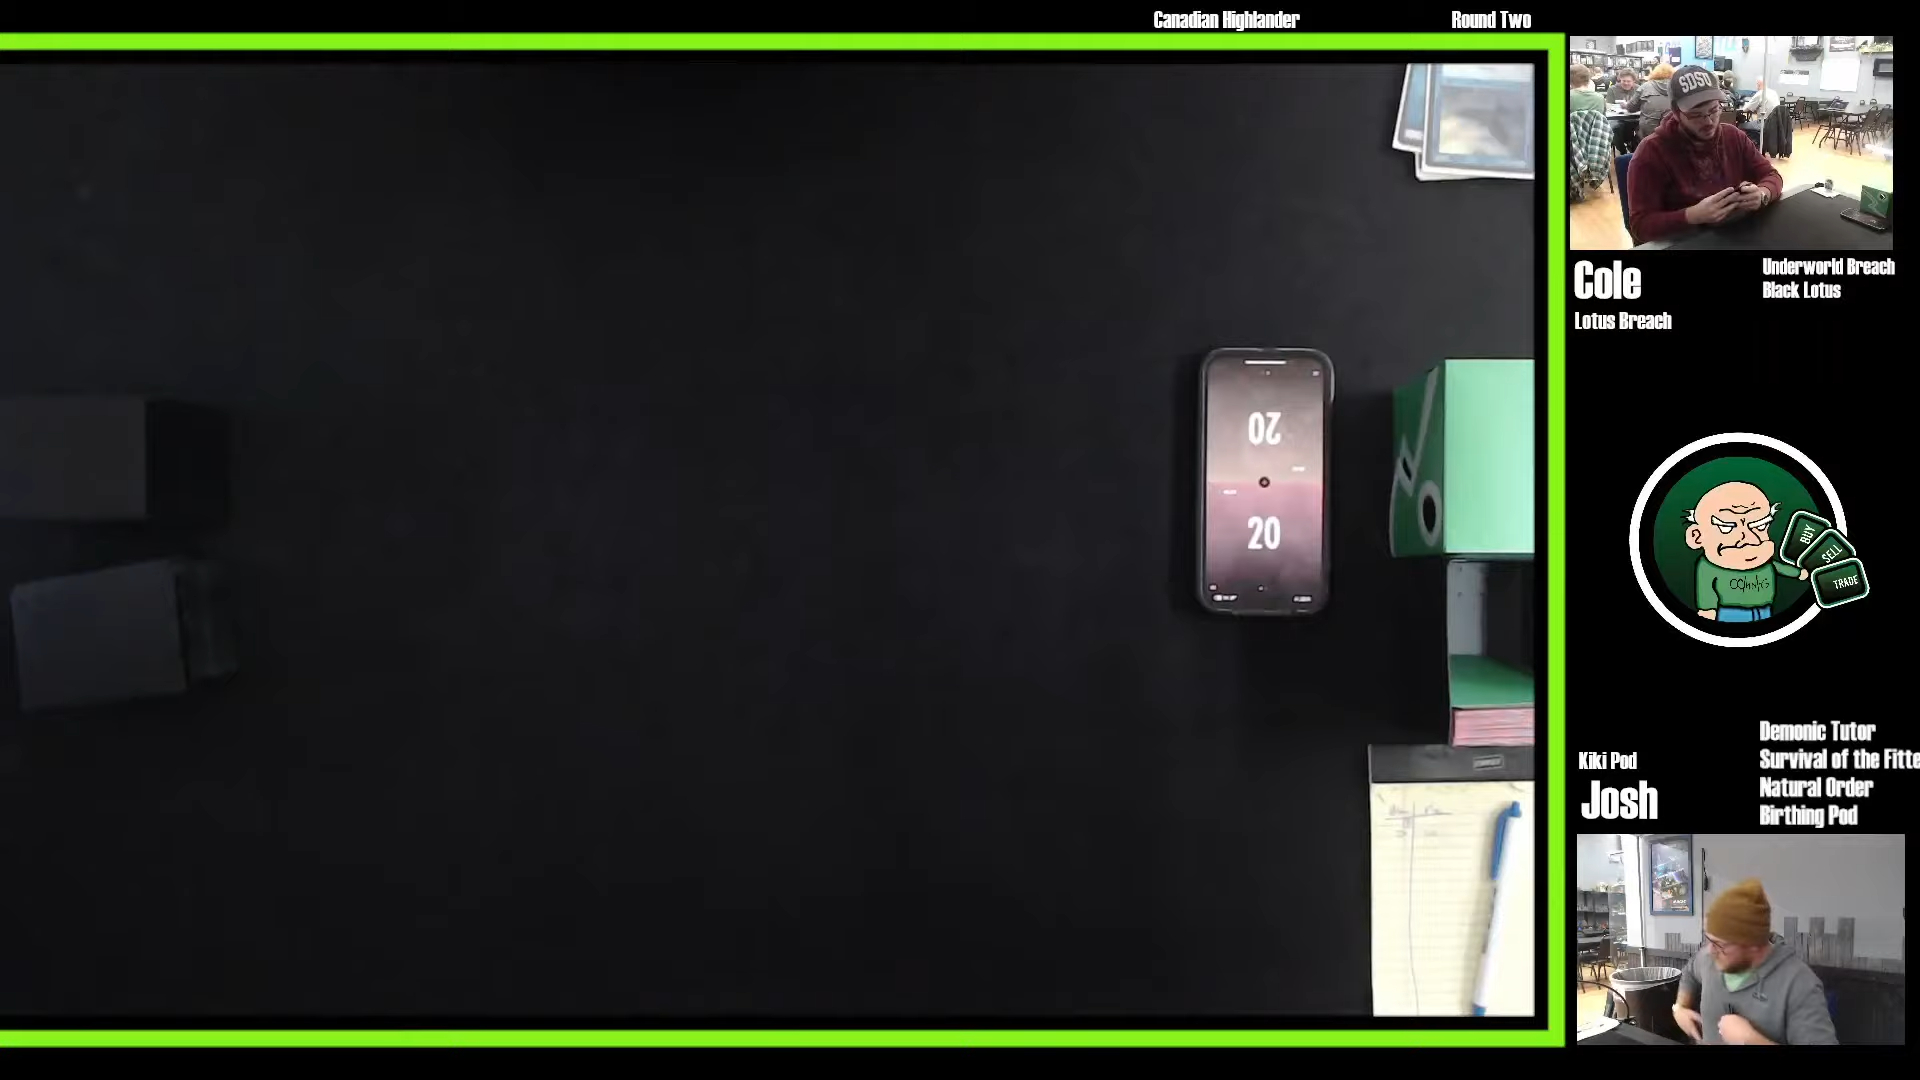 Canadian Highlander
Round Two
SDSU
Cole
Underworld Breach
Black Lotus
Lotus Breach
20
20
BUY
SELL
TRADE
Kiki Pod
Josh
Demonic Tutor
Survival of the Fitte
Natural Order
Birthing Pod